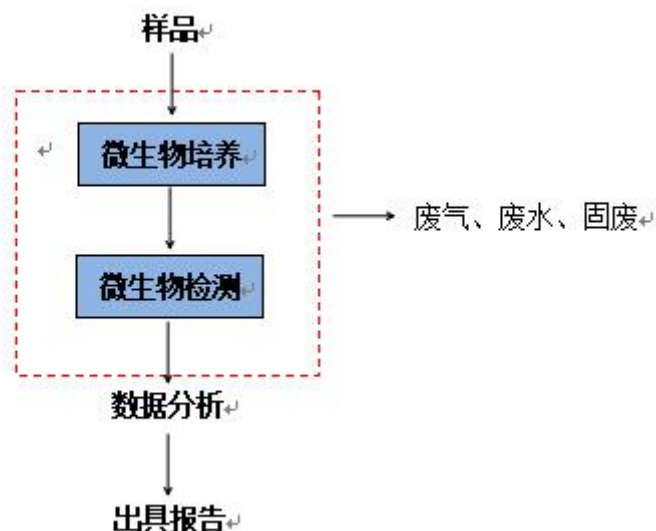 样品
微生物培养
废气、废水、固废
微生物检测
数据分析
出具报告